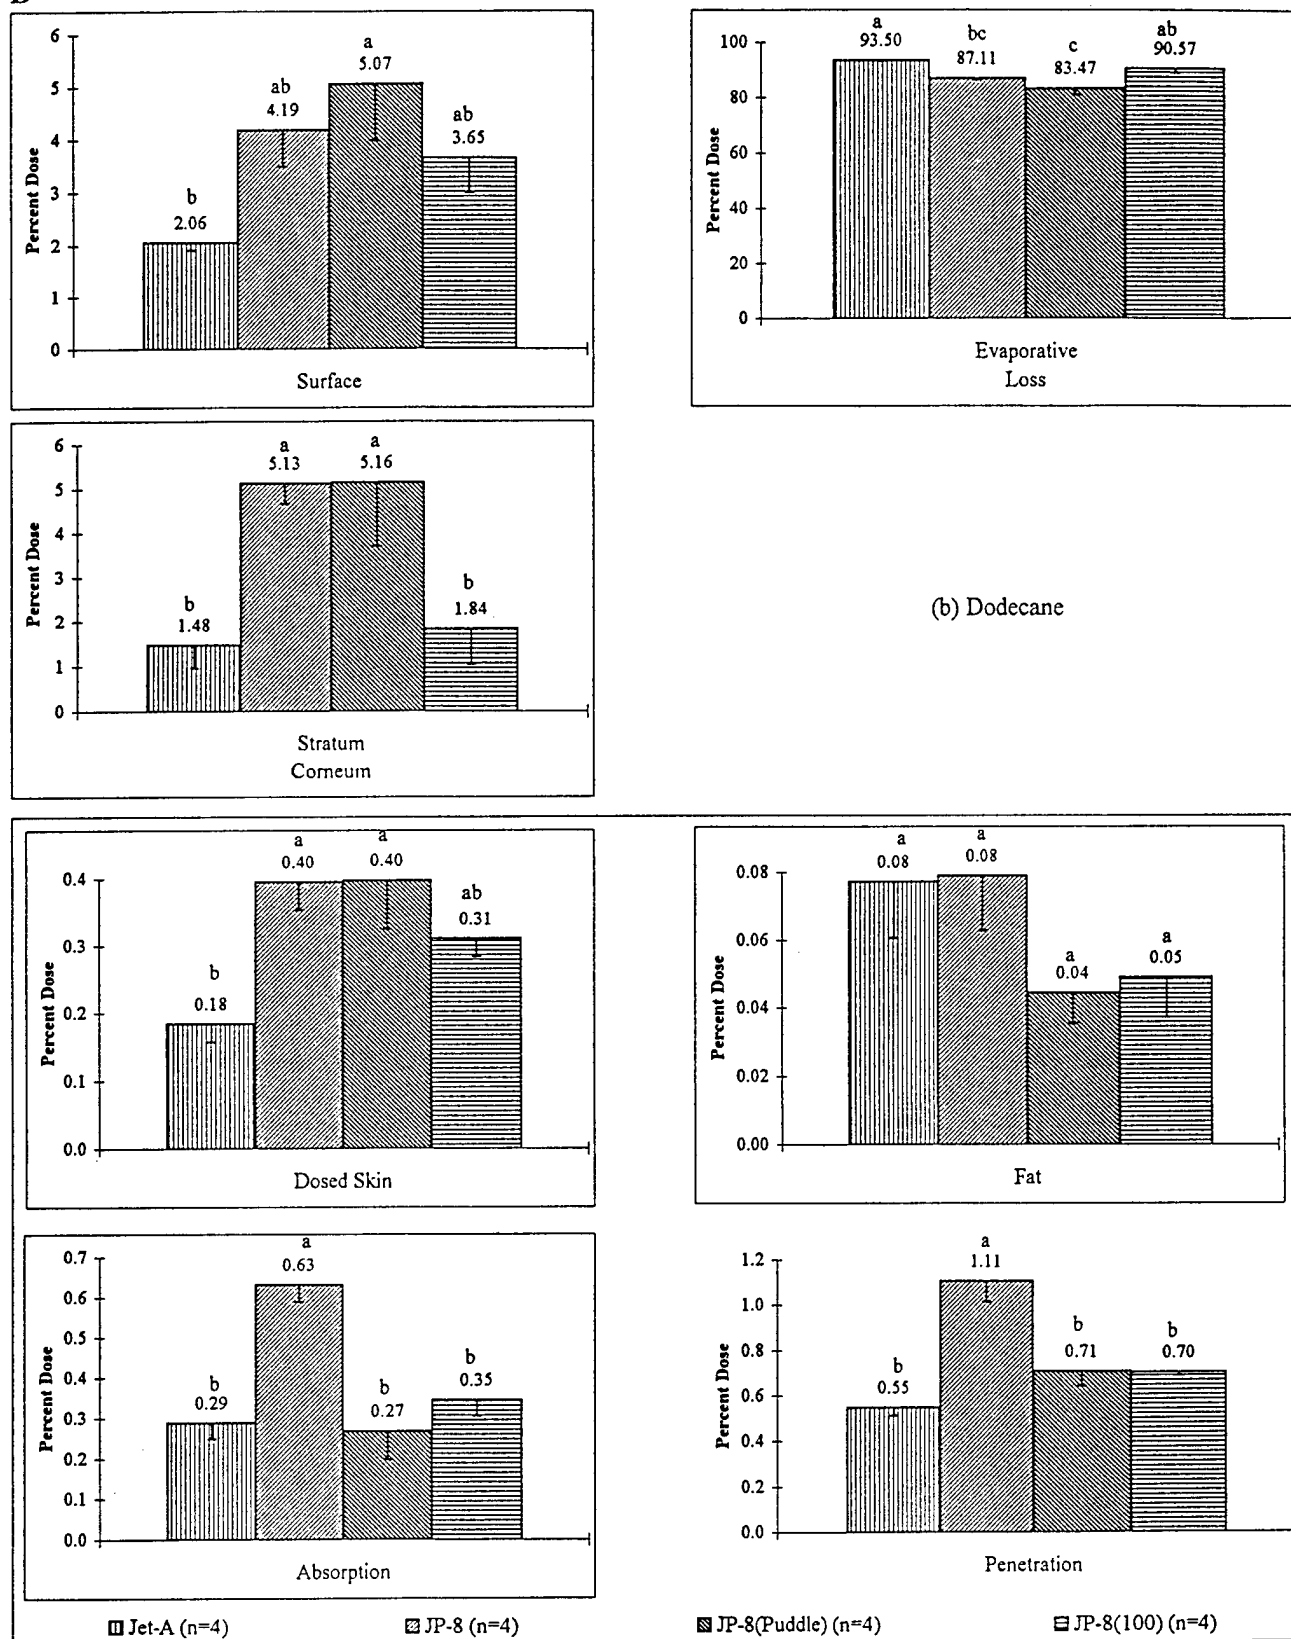 6
5
4
3
2
1
0
Percent Dose
b
2.06
ab
4.19
a
5.07
ab
3.65
Surface
100
80
60
40
20
0
Percent Dose
a
93.50
bc
87.11
c
83.47
ab
90.57
Evaporative
Loss
6
5
4
3
2
1
0
Percent Dose
b
1.48
a
5.13
a
5.16
b
1.84
Stratum
Corneum
(b) Dodecane
0.4
0.3
0.2
0.1
0.0
Percent Dose
b
0.18
a
0.40
a
0.40
ab
0.31
Dosed Skin
0.08
0.06
0.04
0.02
0.00
Percent Dose
a
0.08
a
0.08
a
0.04
a
0.05
Fat
0.7
0.6
0.5
0.4
0.3
0.2
0.1
0.0
Percent Dose
b
0.29
a
0.63
b
0.27
b
0.35
Absorption
1.2
1.0
0.8
0.6
0.4
0.2
0.0
Percent Dose
b
0.55
a
1.11
b
0.71
b
0.70
Penetration
Jet-A (n=4)
JP-8 (n=4)
JP-8(Puddle) (n=4)
JP-8(100) (n=4)